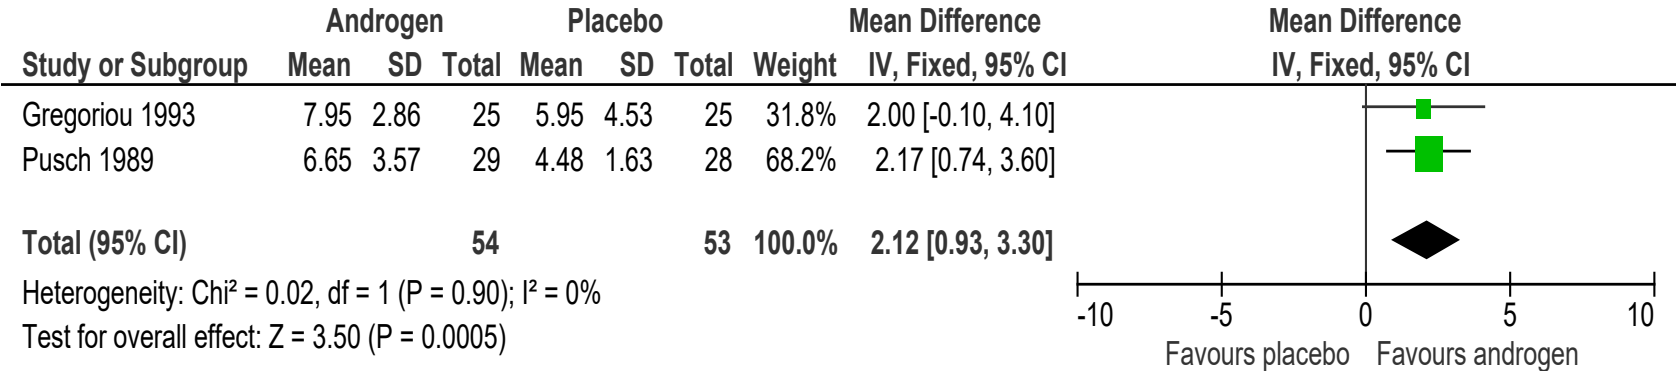 Androgen Placebo Mean Difference Mean Difference
Study or Subgroup Mean SD Total Mean SD Total Weight IV, Fixed, 95% CI IV, Fixed, 95% CI
Gregoriou 1993 7.95 2.86 25 5.95 4.53 25 31.8% 2.00 [-0.10, 4.10]
Pusch 1989 6.65 3.57 29 4.48 1.63 28 68.2% 2.17 [0.74, 3.60]
Total (95% CI) 54 53 100.0% 2.12 [0.93, 3.30]
Heterogeneity: Chi² = 0.02, df = 1 (P = 0.90); I² = 0%
Test for overall effect: Z = 3.50 (P = 0.0005)
-10 -5 0 5 10
Favours placebo Favours androgen